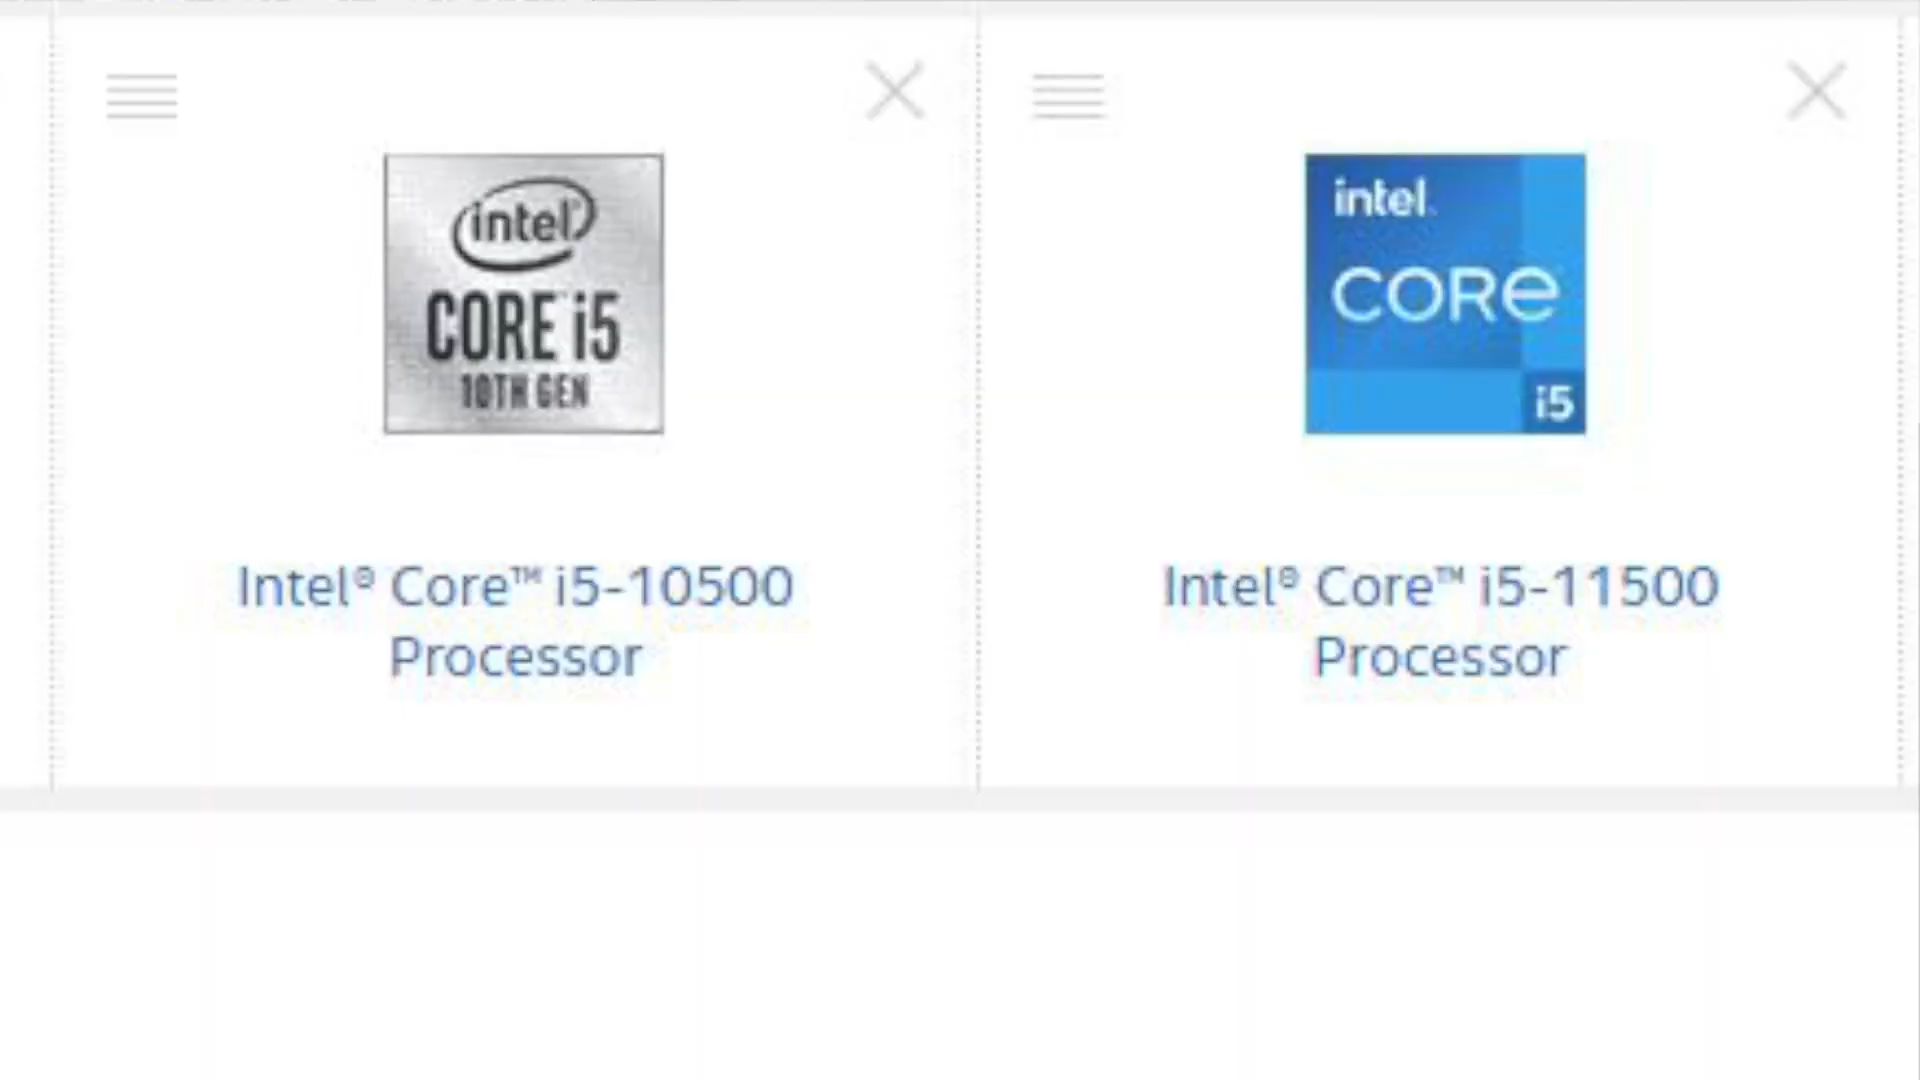 intel
CORE i5
10TH GEN
Intel® Core™ i5-10500
Processor
intel.
CORe
i5
Intel® Core™ i5-11500
Processor